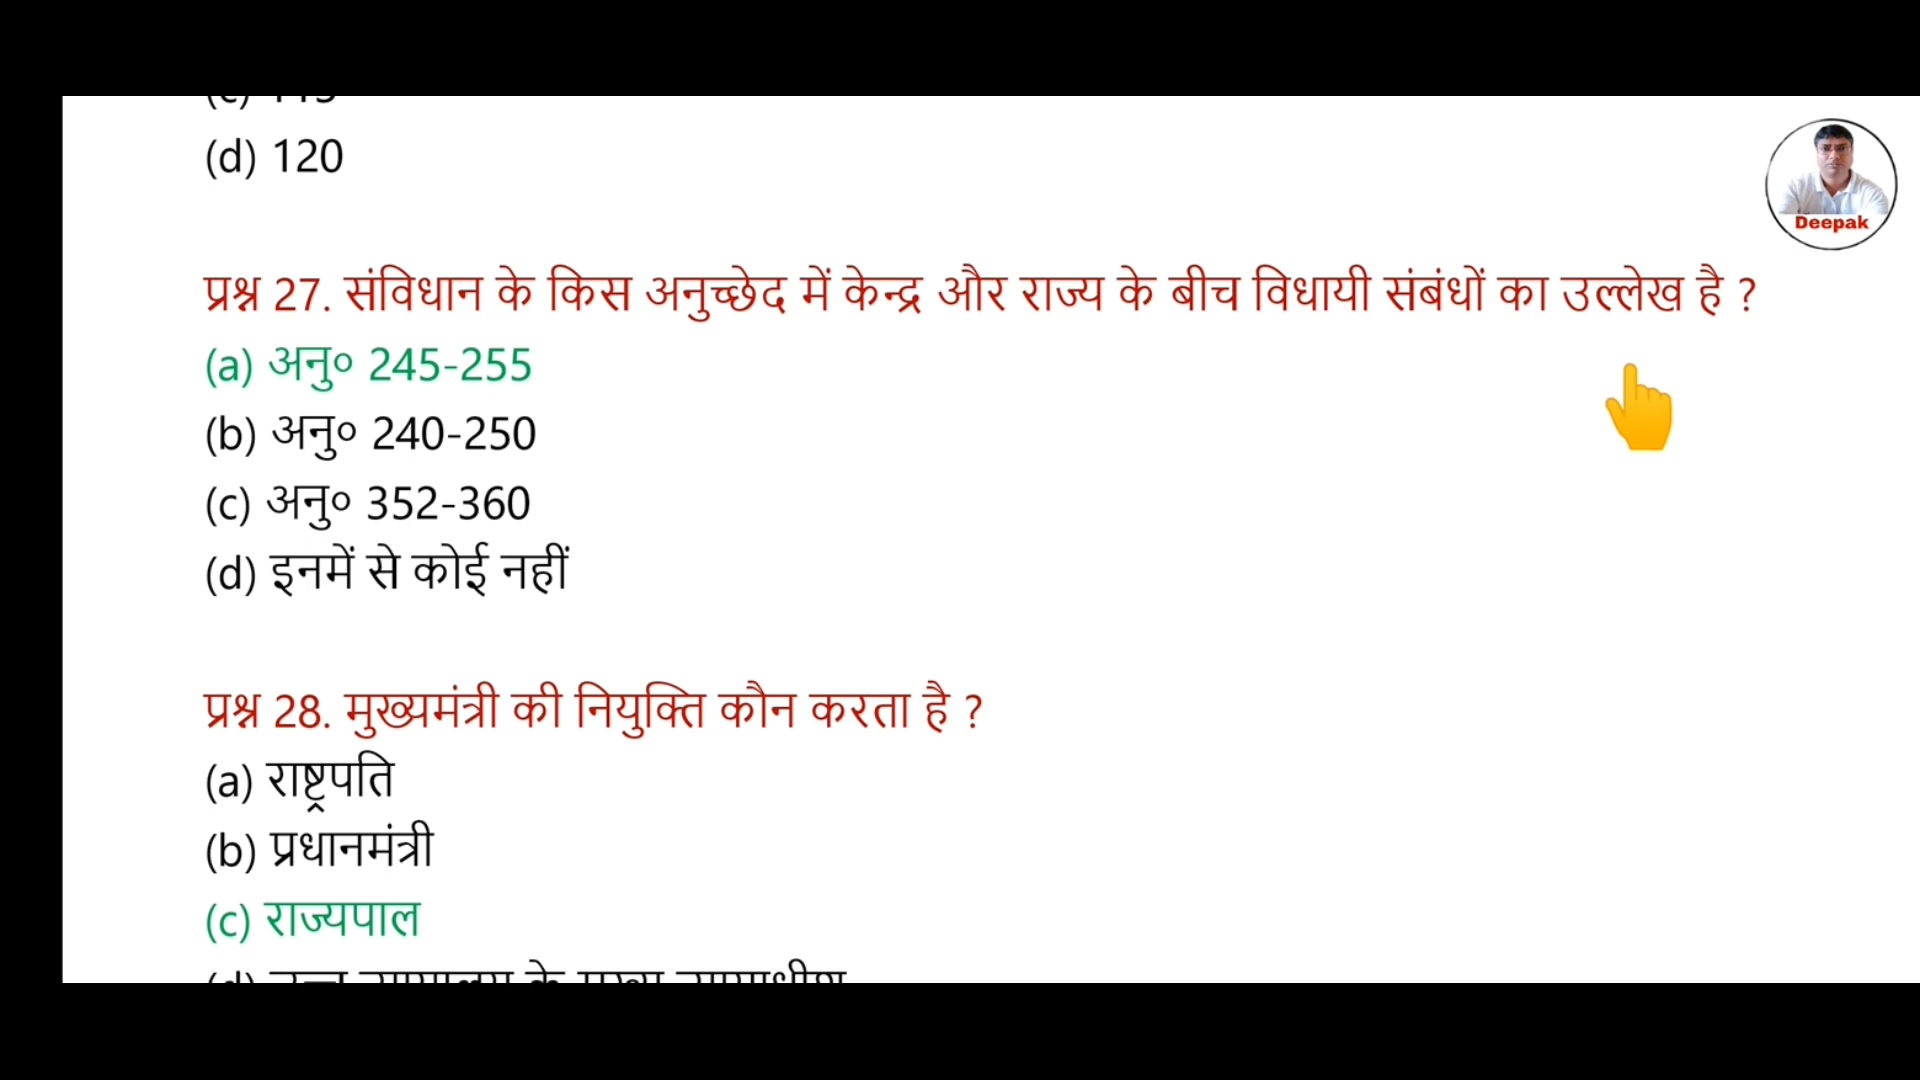 (d) 120
Deepak
प्रश्न 27. संविधान के किस अनुच्छेद में केन्द्र और राज्य के बीच विधायी संबंधों का उल्लेख है ?
(a) अनु० 245-255
(b) अनु० 240-250
(c) अनु० 352-360
(d) इनमें से कोई नहीं
प्रश्न 28. मुख्यमंत्री की नियुक्ति कौन करता है ?
(a) राष्ट्रपति
(b) प्रधानमंत्री
(c) राज्यपाल